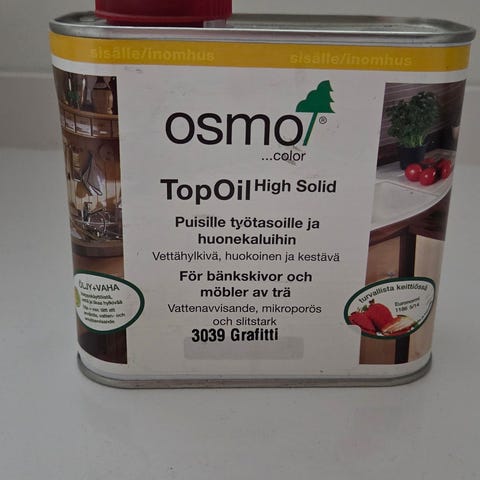 sisälle/inomhus sisälle/inomhus
osmo®
...color
TopOil High Solid
Puisille työtasoille ja
huonekaluihin
Vettähylkivä, huokoinen ja kestävä
För bänkskivor och
möbler av trä
Vattenavvisande, mikroporös
och slitstark
3039 Grafitti
ÖLJY+VAHA
turvallista keittiössä
Euronormi